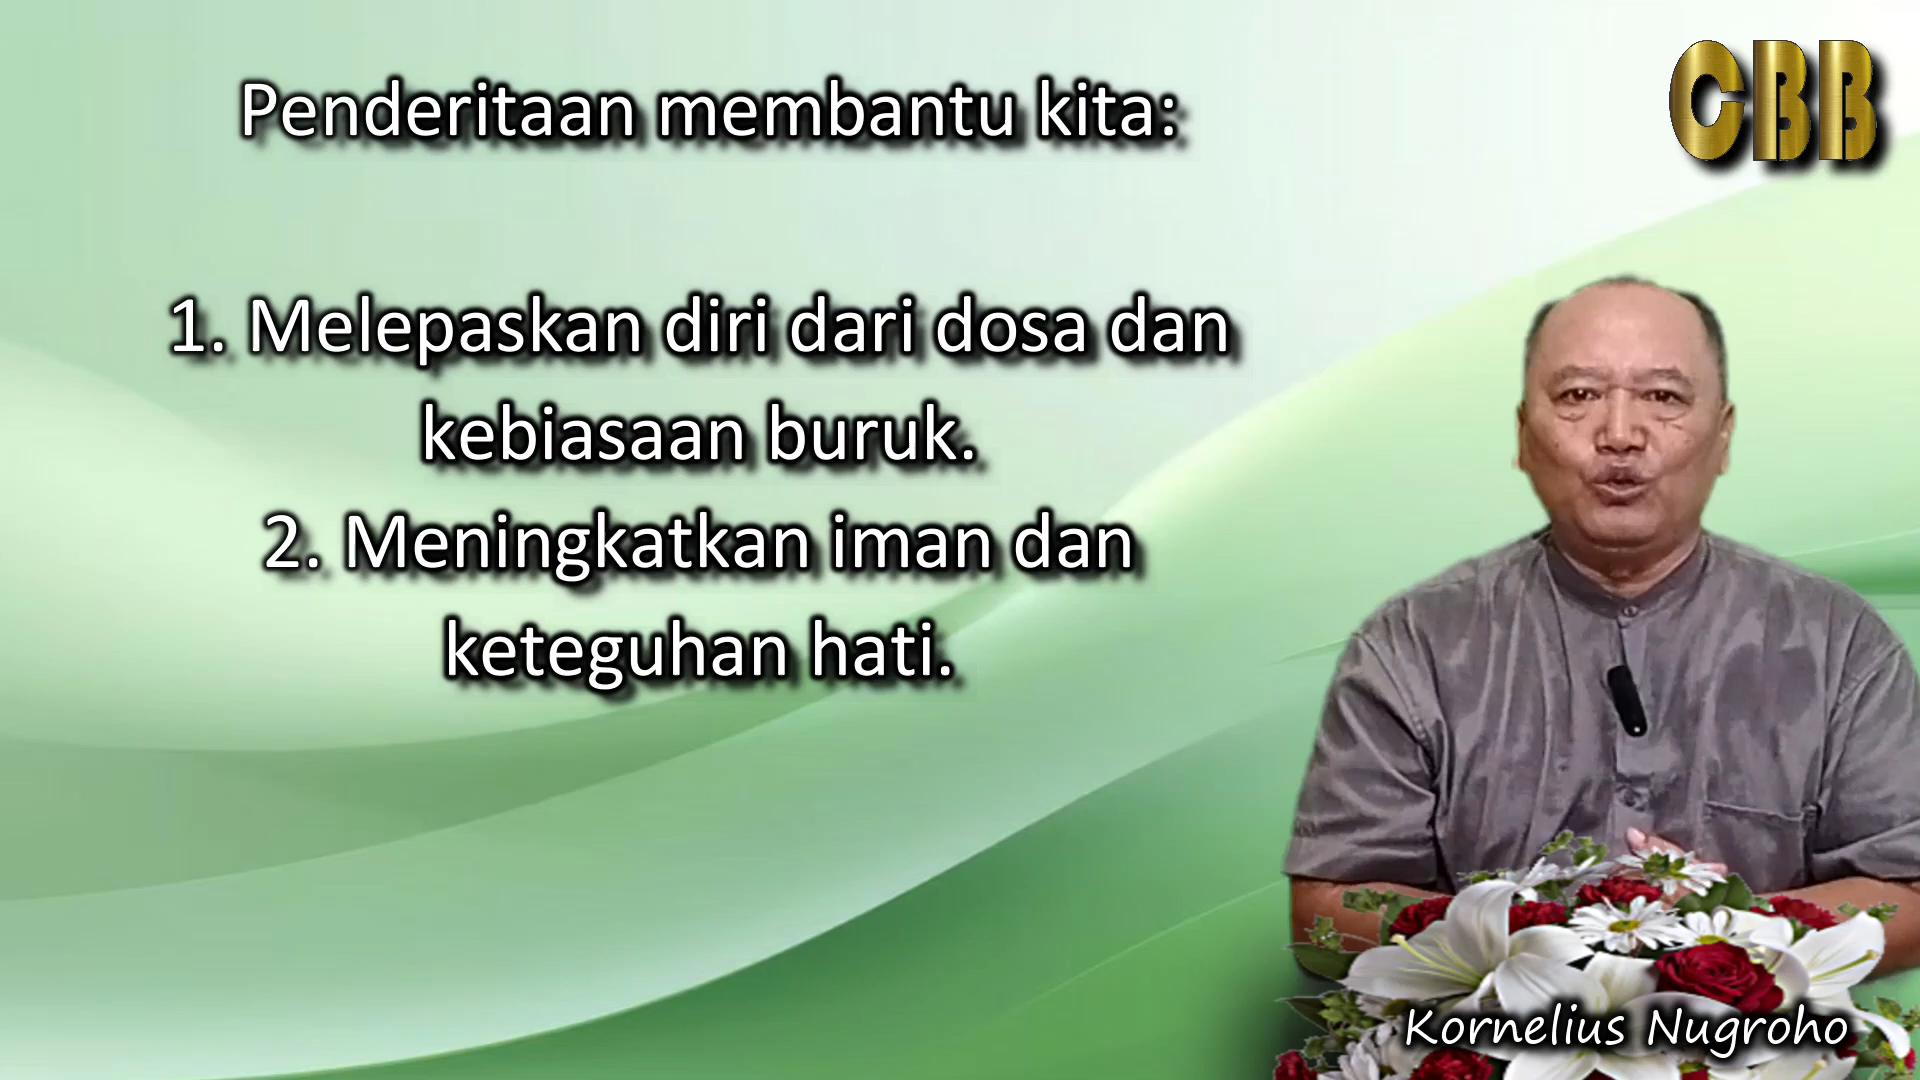 Penderitaan membantu kita:
CBB
1. Melepaskan diri dari dosa dan
kebiasaan buruk.
2. Meningkatkan iman dan
keteguhan hati.
Kornelius Nugroho